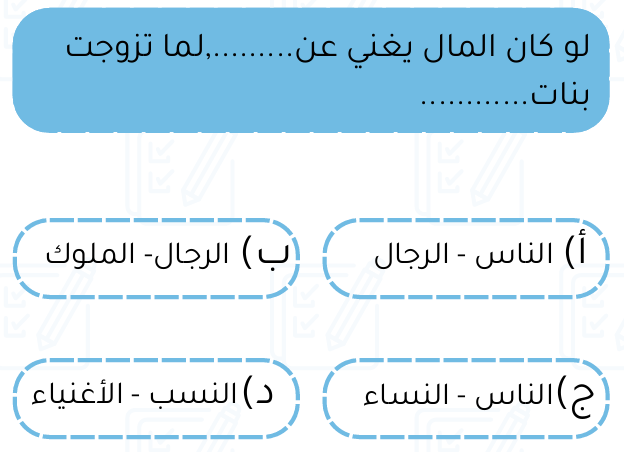 لو كان المال يغني عن.........,لما تزوجت
بنات............
أ) الناس - الرجال
ب) الرجال- الملوك
ج)الناس - النساء
د)النسب - الأغنياء